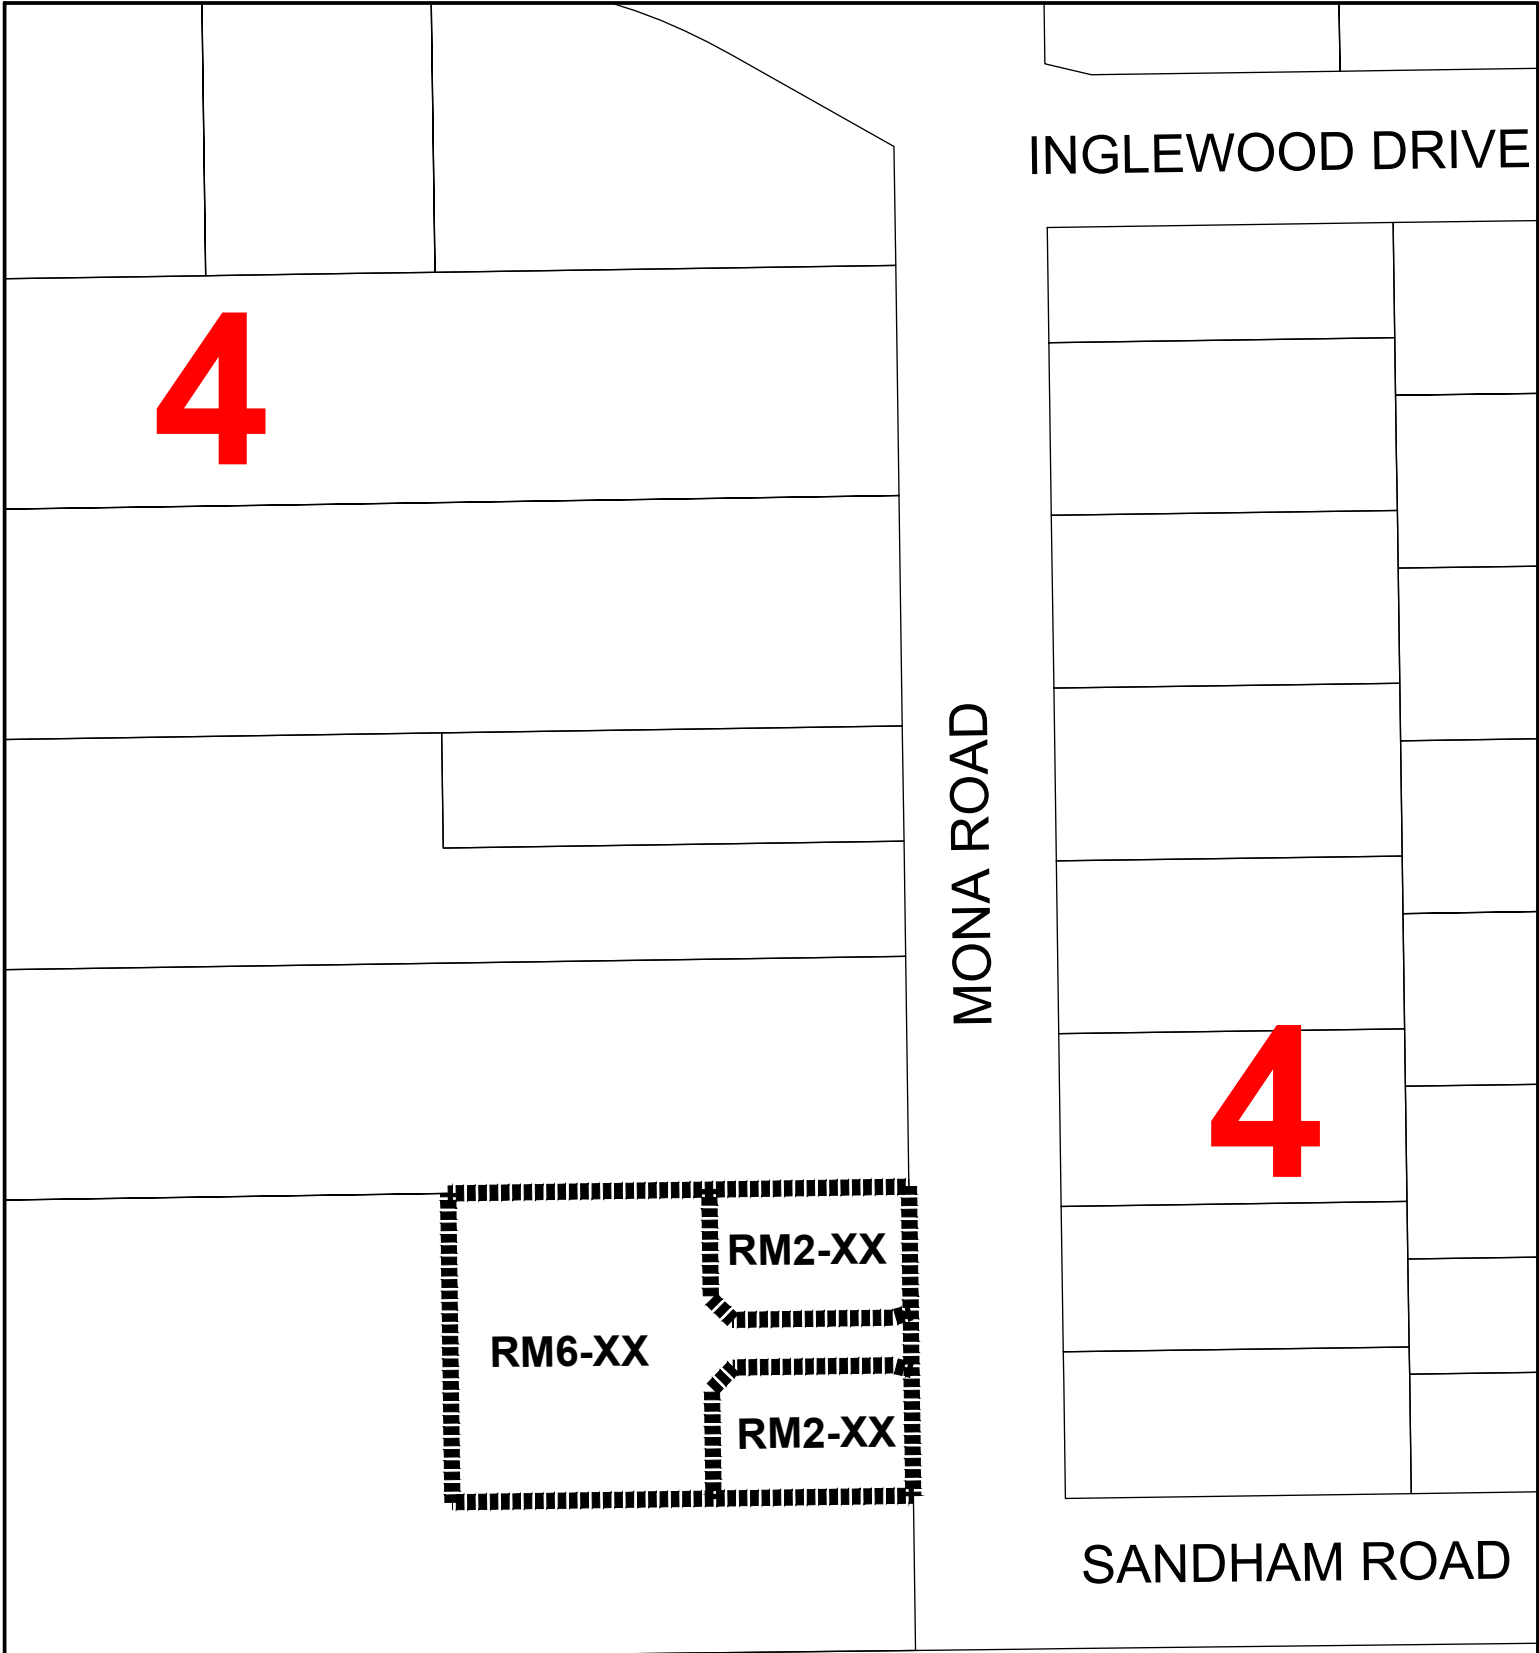 INGLEWOOD DRIVE
4
MONA ROAD
4
RM2-XX
RM6-XX
RM2-XX
SANDHAM ROAD